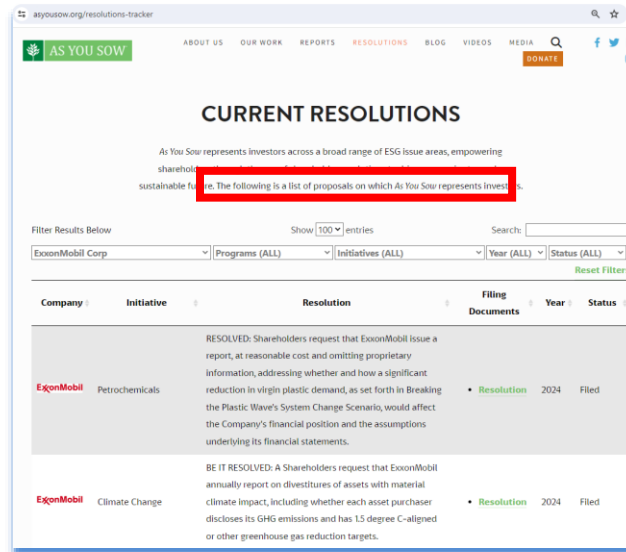 asyousow.org/resolutions-tracker
AS YOU SOW
ABOUT US OUR WORK REPORTS RESOLUTIONS BLOG VIDEOS MEDIA
DONATE
CURRENT RESOLUTIONS
As You Sow represents investors across a broad range of ESG issue areas, empowering
sustainable future. The following is a list of proposals on which As You Sow represents investors.
Filter Results Below Show 100 entries Search:
ExxonMobil Corp Programs (ALL) Initiatives (ALL) Year (ALL) Status (ALL)
Reset Filter
Company Initiative Resolution Filing Documents Year Status
RESOLVED: Shareholders request that ExxonMobil issue a
report, at reasonable cost and omitting proprietary
information, addressing whether and how a significant
ExxonMobil Petrochemicals reduction in virgin plastic demand, as set forth in Breaking • Resolution 2024 Filed
the Plastic Wave's System Change Scenario, would affect
the Company's financial position and the assumptions
underlying its financial statements.
BE IT RESOLVED: A Shareholders request that ExxonMobil
annually report on divestitures of assets with material
ExxonMobil Climate Change climate impact, including whether each asset purchaser • Resolution 2024 Filed
discloses its GHG emissions and has 1.5 degree C-aligned
or other greenhouse gas reduction targets.